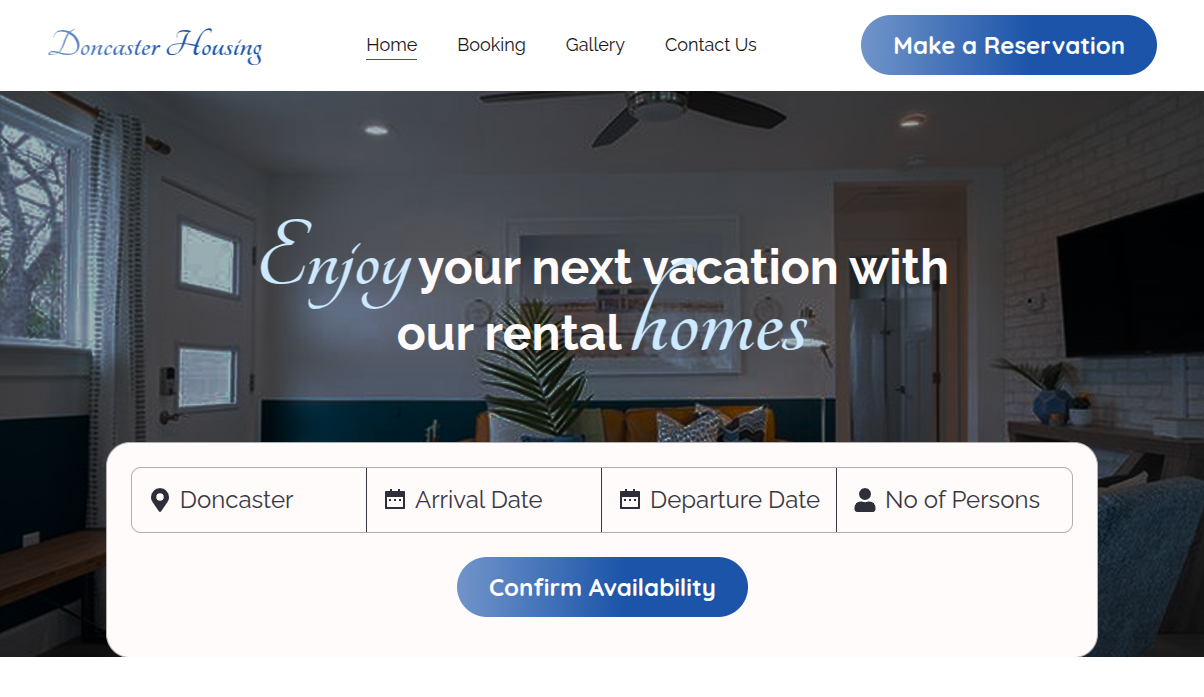 Doncaster Housing
Home Booking Gallery Contact Us
Make a Reservation
Enjoy your next vacation with
our rental homes
Doncaster Arrival Date Departure Date No of Persons
Confirm Availability